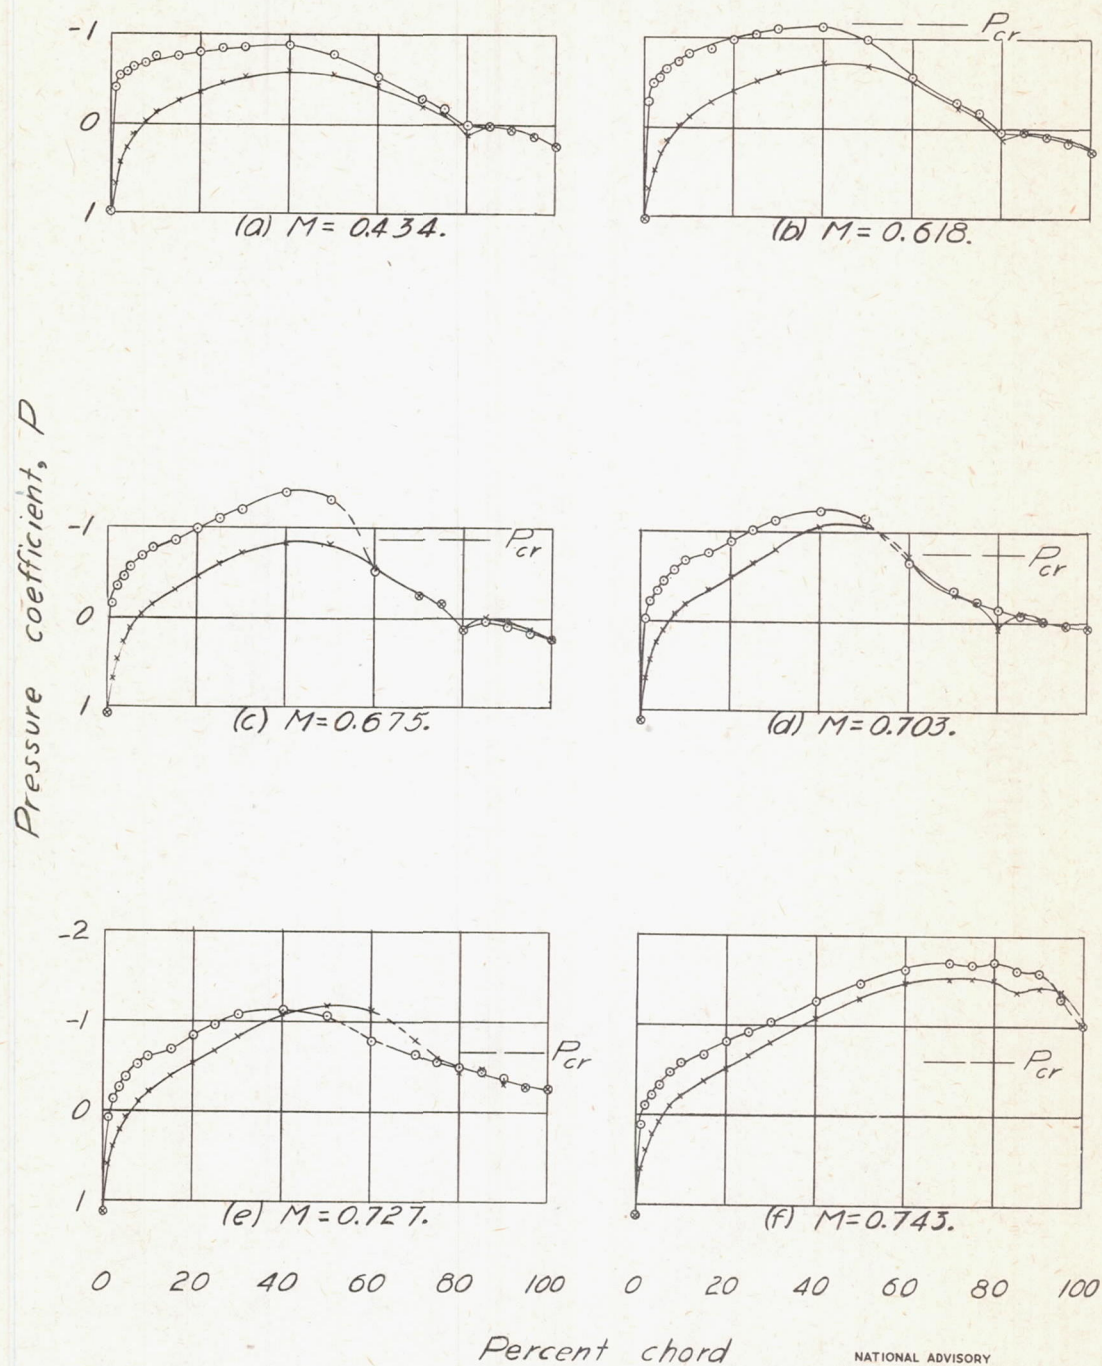 -1
0
1
P cr
(a) M = 0.434.
(b) M = 0.618.
Pressure coefficient, P
-1
0
1
Pcr
Pcr
(c) M = 0.675.
(d) M = 0.703.
-2
-1
0
1
Pcr
Pcr
(e) M = 0.727.
(f) M = 0.743.
0 20 40 60 80 100
0 20 40 60 80 100
Percent chord
NATIONAL ADVISORY